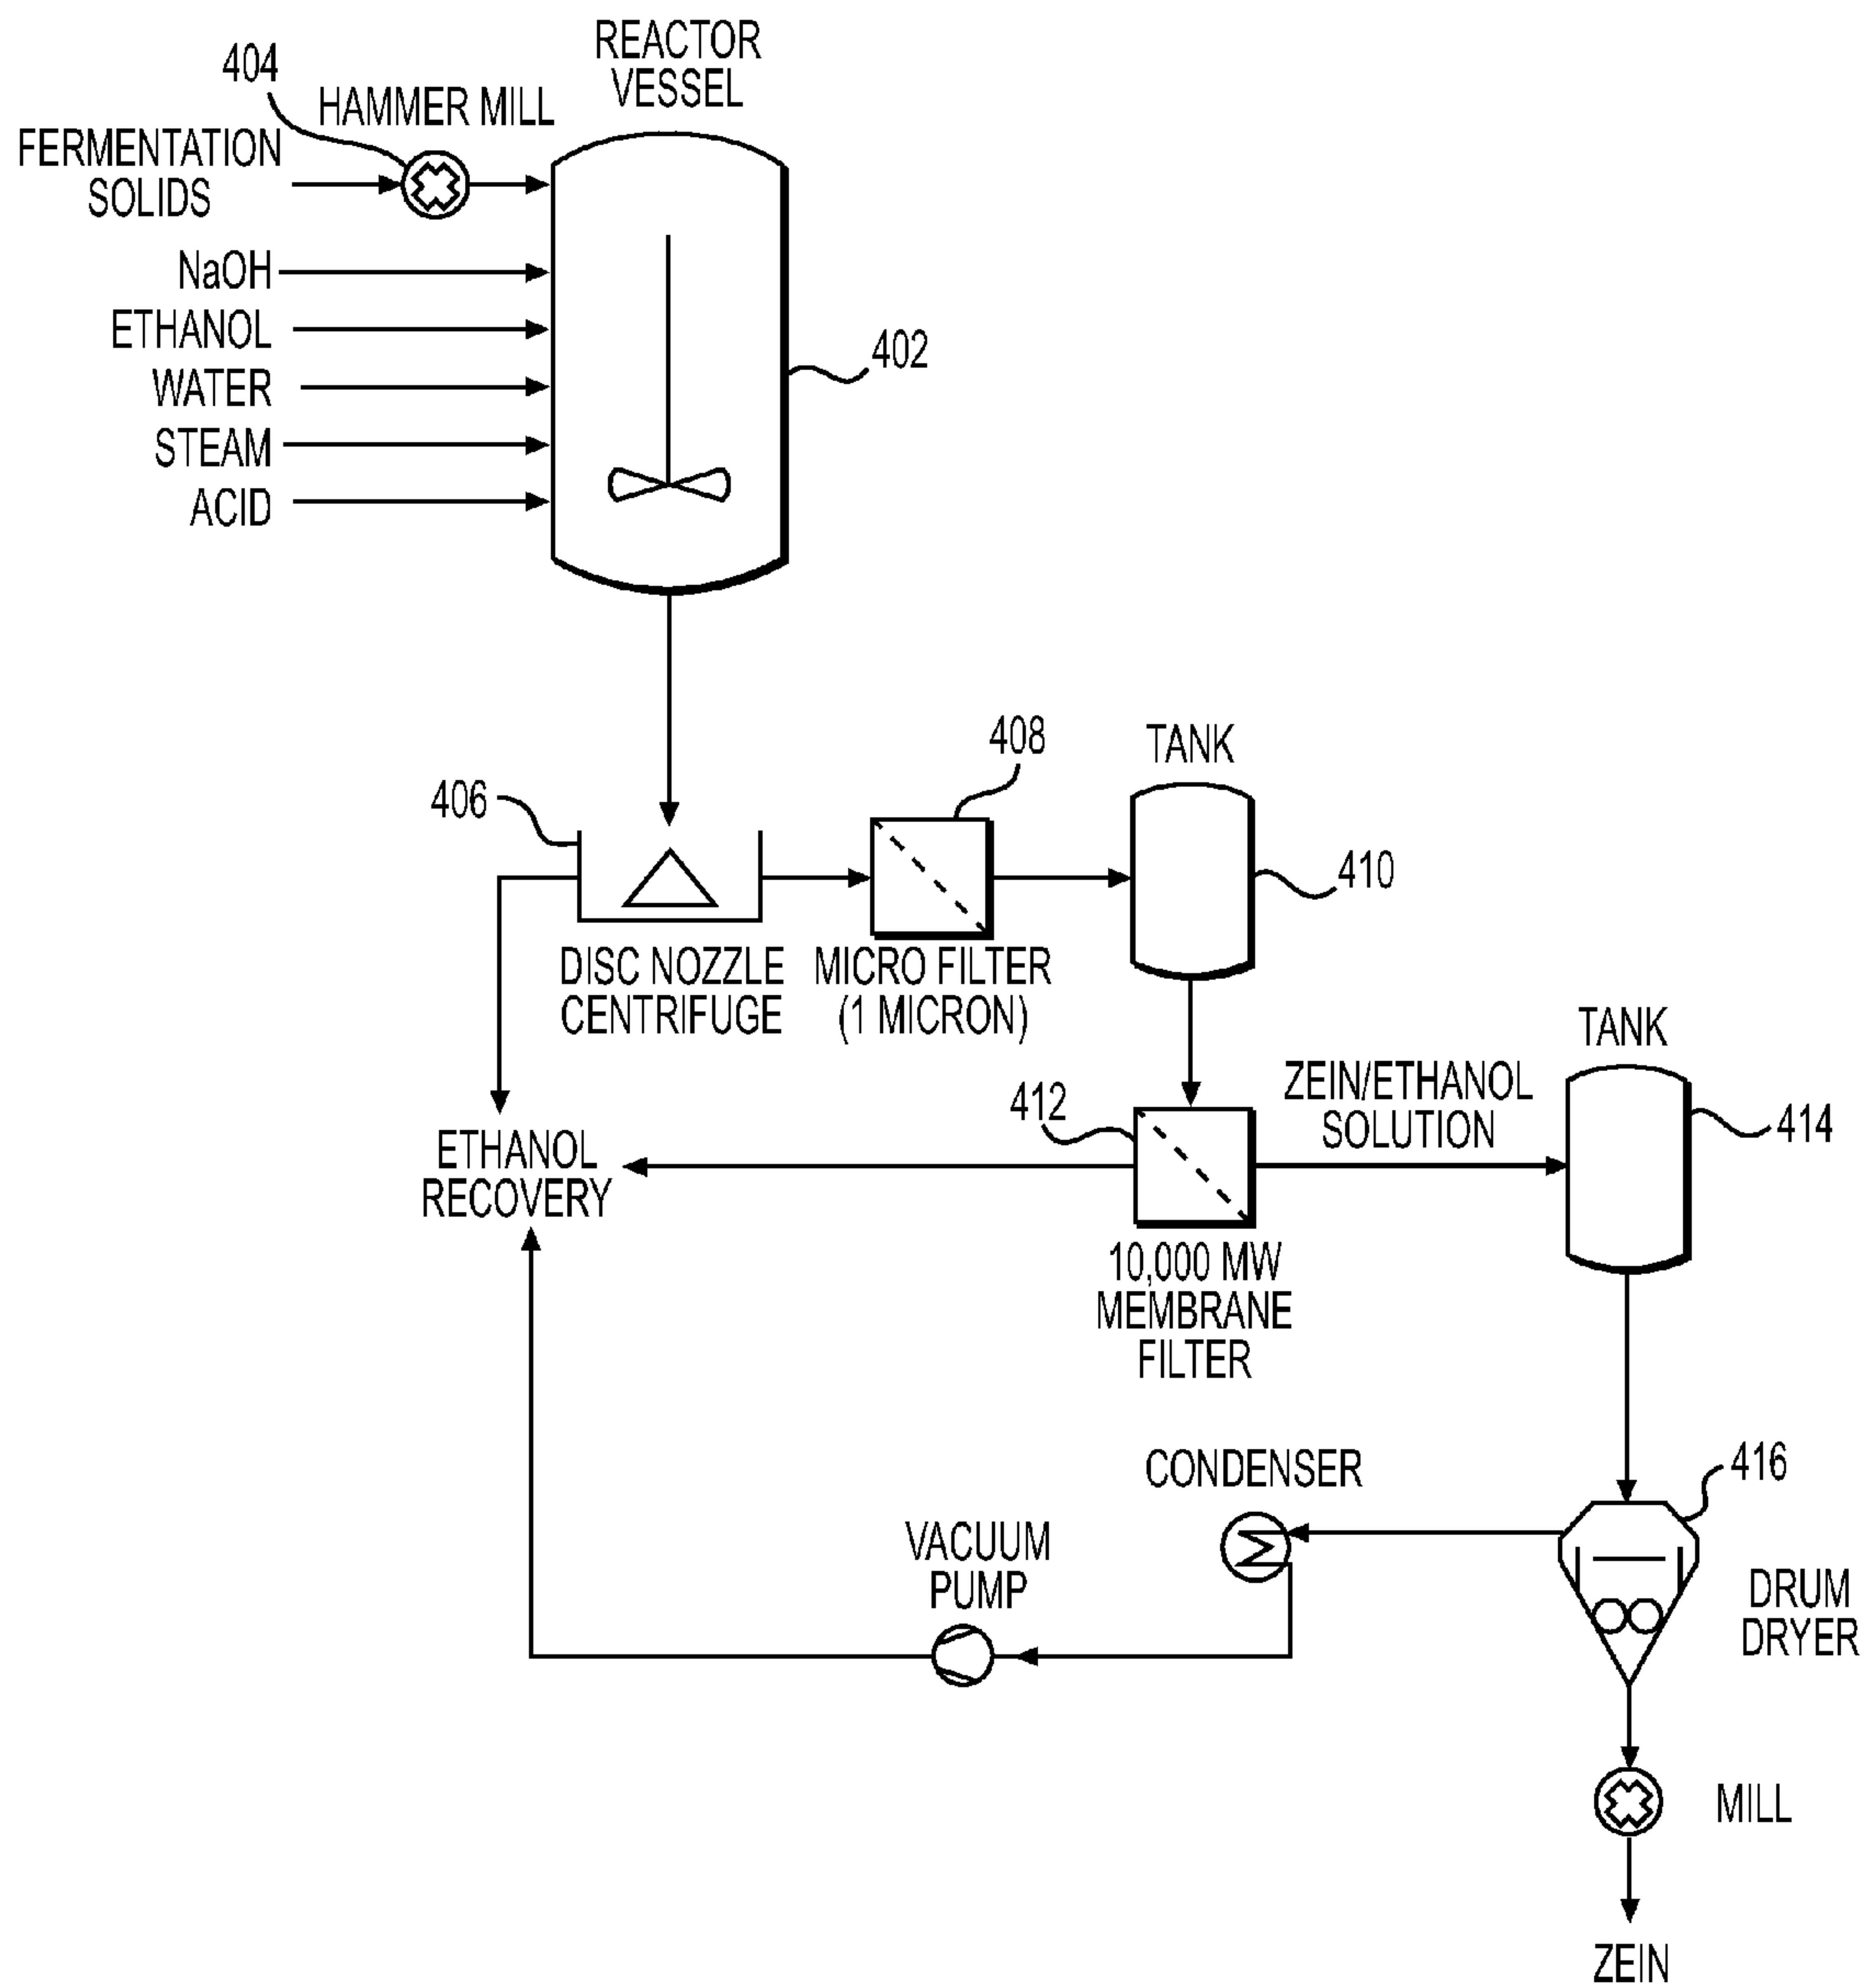 REACTOR
VESSEL
404
HAMMER MILL
FERMENTATION
SOLIDS
NaOH
ETHANOL
WATER
STEAM
ACID
402
406
408
TANK
410
DISC NOZZLE
CENTRIFUGE
MICRO FILTER
(1 MICRON)
TANK
412
ZEIN/ETHANOL
SOLUTION
414
ETHANOL
RECOVERY
10,000 MW
MEMBRANE
FILTER
CONDENSER
416
VACUUM
PUMP
DRUM
DRYER
MILL
ZEIN